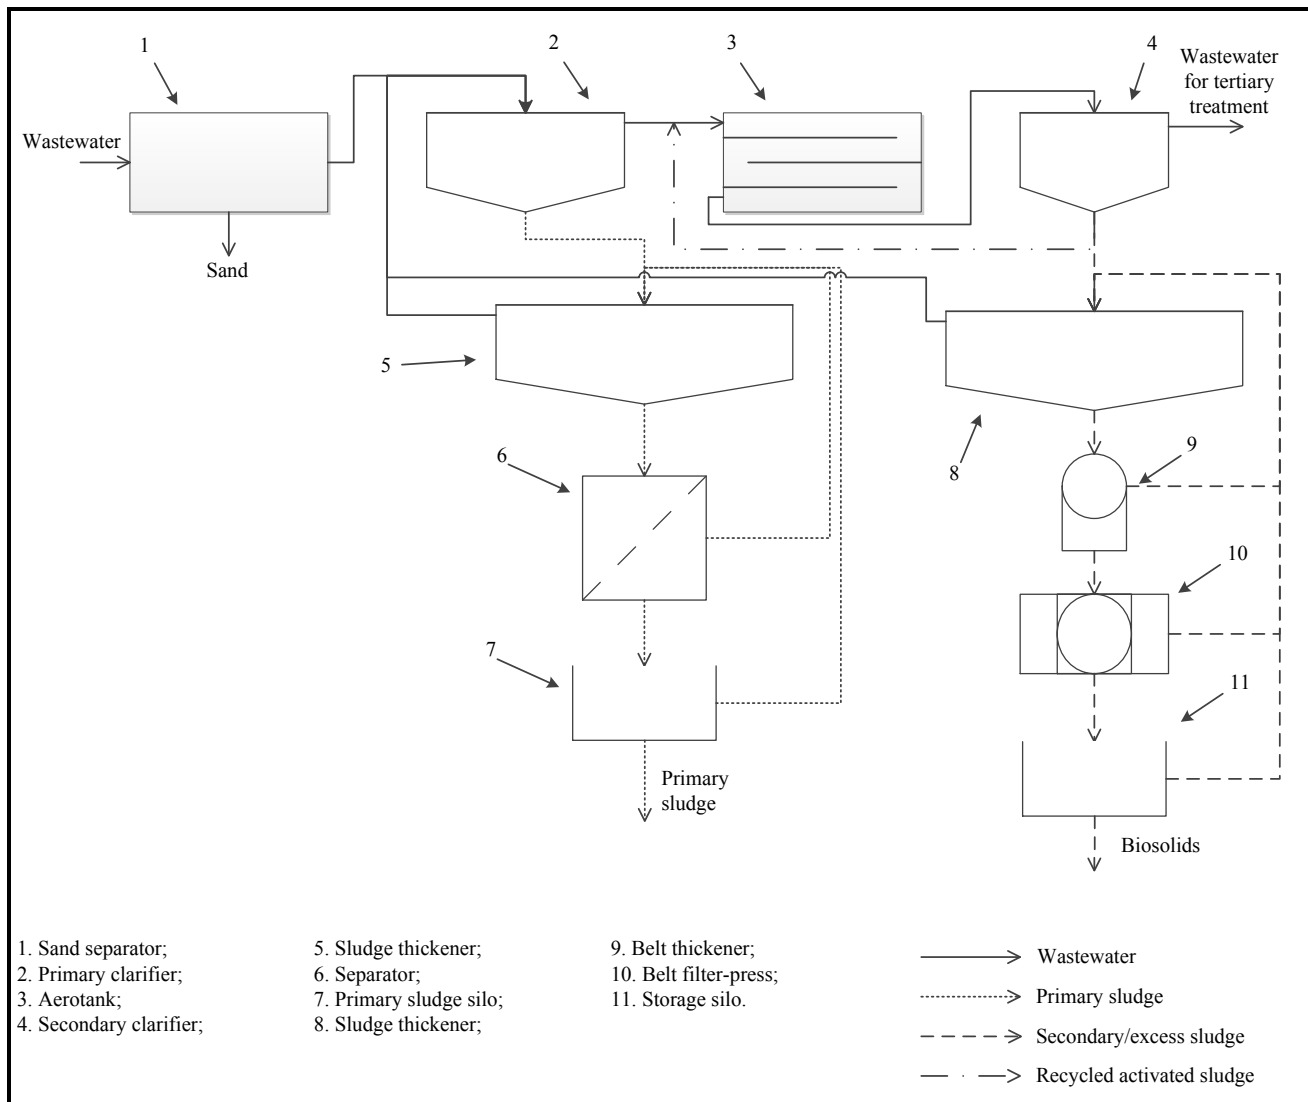 1
2
3
4
Wastewater
for tertiary
treatment
Wastewater
Sand
5
6
7
8
9
10
11
Primary
sludge
Biosolids
1. Sand separator;
2. Primary clarifier;
3. Aerotank;
4. Secondary clarifier;
5. Sludge thickener;
6. Separator;
7. Primary sludge silo;
8. Sludge thickener;
9. Belt thickener;
10. Belt filter-press;
11. Storage silo.
Wastewater
Primary sludge
Secondary/excess sludge
Recycled activated sludge